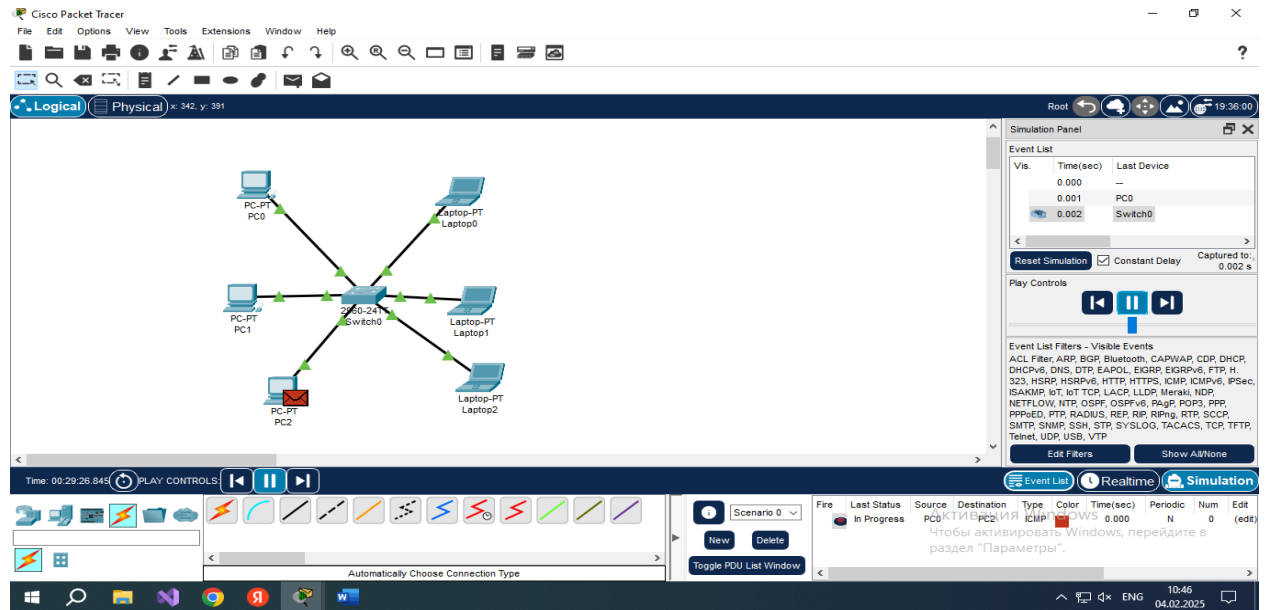 Cisco Packet Tracer
File Edit Options View Tools Extensions Window Help
?
Logical Physical x: 342, y: 391
Root 19:36:00
PC-PT
PC0
Laptop-PT
Laptop0
PC-PT
PC1
2960-24TT
Switch0
Laptop-PT
Laptop1
PC-PT
PC2
Laptop-PT
Laptop2
Simulation Panel
Event List
Vis. Time(sec) Last Device
0.000 --
0.001 PC0
0.002 Switch0
Reset Simulation Constant Delay Captured to:
0.002 s
Play Controls
Event List Filters - Visible Events
ACL Filter, ARP, BGP, Bluetooth, CAPWAP, CDP, DHCP,
DHCPv6, DNS, DTP, EAPOL, EIGRP, EIGRPv6, FTP, H.
323, HSRP, HSRPv6, HTTP, HTTPS, ICMP, ICMPv6, IPSec,
ISAKMP, IoT, IoT TCP, LACP, LLDP, Meraki, NDP,
NETFLOW, NTP, OSPF, OSPFv6, PAgP, POP3, PPP,
PPPoED, PTP, RADIUS, REP, RIP, RIPng, RTP, SCCP,
SMTP, SNMP, SSH, STP, SYSLOG, TACACS, TCP, TFTP,
Telnet, UDP, USB, VTP
Edit Filters Show All/None
Time: 00:29:26.845 PLAY CONTROLS:
Event List Realtime Simulation
Automatically Choose Connection Type
Scenario 0
New Delete
Toggle PDU List Window
Fire Last Status Source Destination Type Color Time(sec) Periodic Num Edit
In Progress PC0 PC2 ICMP 0.000 N 0 (edit)
Активация Windows
Чтобы активировать Windows, перейдите в
раздел "Параметры".
Я
W
ENG
10:46
04.02.2025